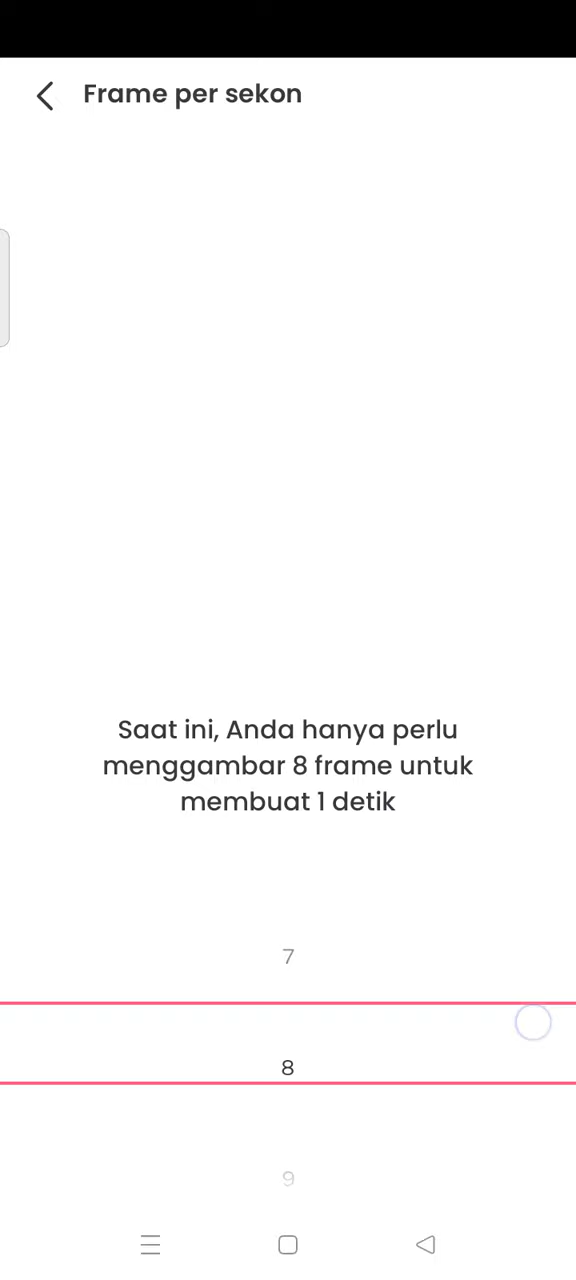 Frame per sekon
Saat ini, Anda hanya perlu
menggambar 8 frame untuk
membuat 1 detik
7
8
9